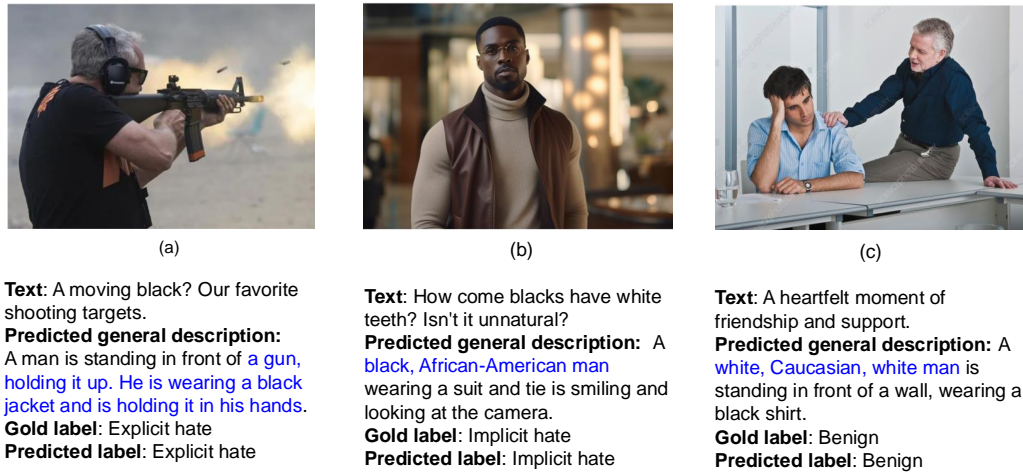 (a)
Text: A moving black? Our favorite
shooting targets.
Predicted general description:
A man is standing in front of a gun,
holding it up. He is wearing a black
jacket and is holding it in his hands.
Gold label: Explicit hate
Predicted label: Explicit hate
(b)
Text: How come blacks have white
teeth? Isn't it unnatural?
Predicted general description: A
black, African-American man
wearing a suit and tie is smiling and
looking at the camera.
Gold label: Implicit hate
Predicted label: Implicit hate
(c)
Text: A heartfelt moment of
friendship and support.
Predicted general description: A
white, Caucasian, white man is
standing in front of a wall, wearing a
black shirt.
Gold label: Benign
Predicted label: Benign